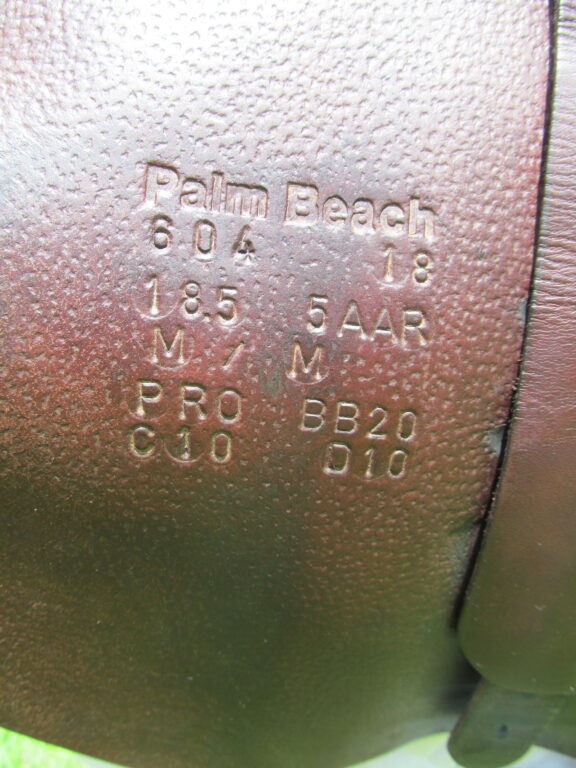 Palm Beach
604 18
18.5 5AAR
M / M
PRO BB20
C10 D10